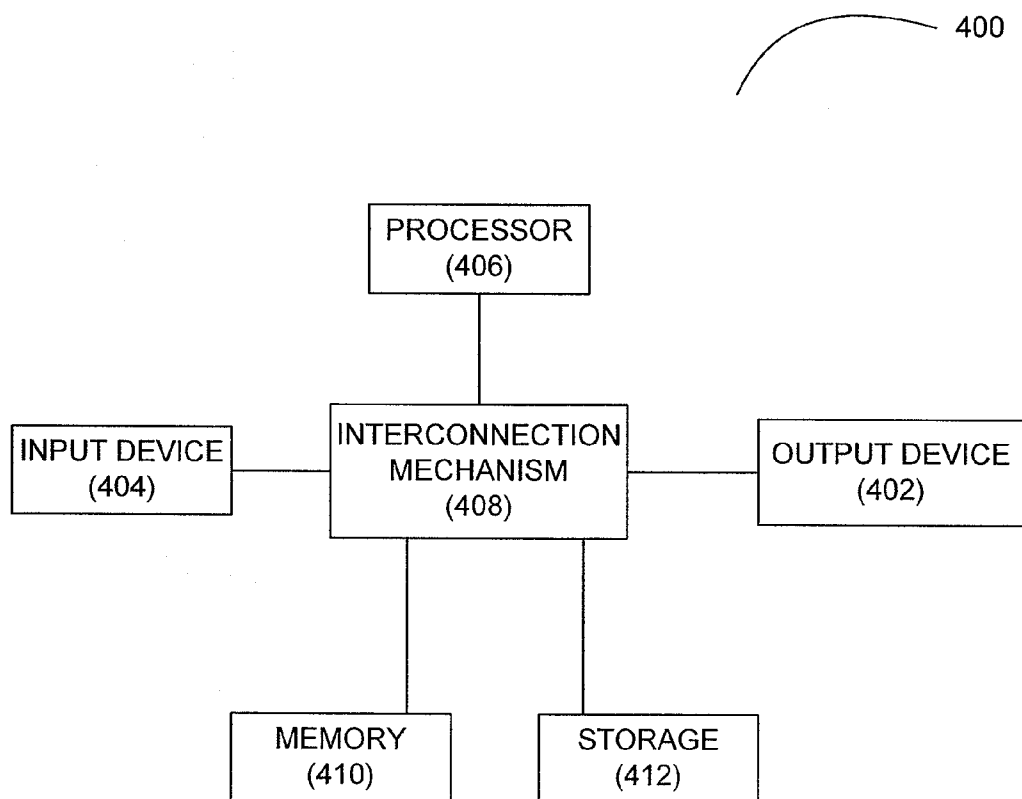 400
PROCESSOR
(406)
INPUT DEVICE
(404)
INTERCONNECTION
MECHANISM
(408)
OUTPUT DEVICE
(402)
MEMORY
(410)
STORAGE
(412)